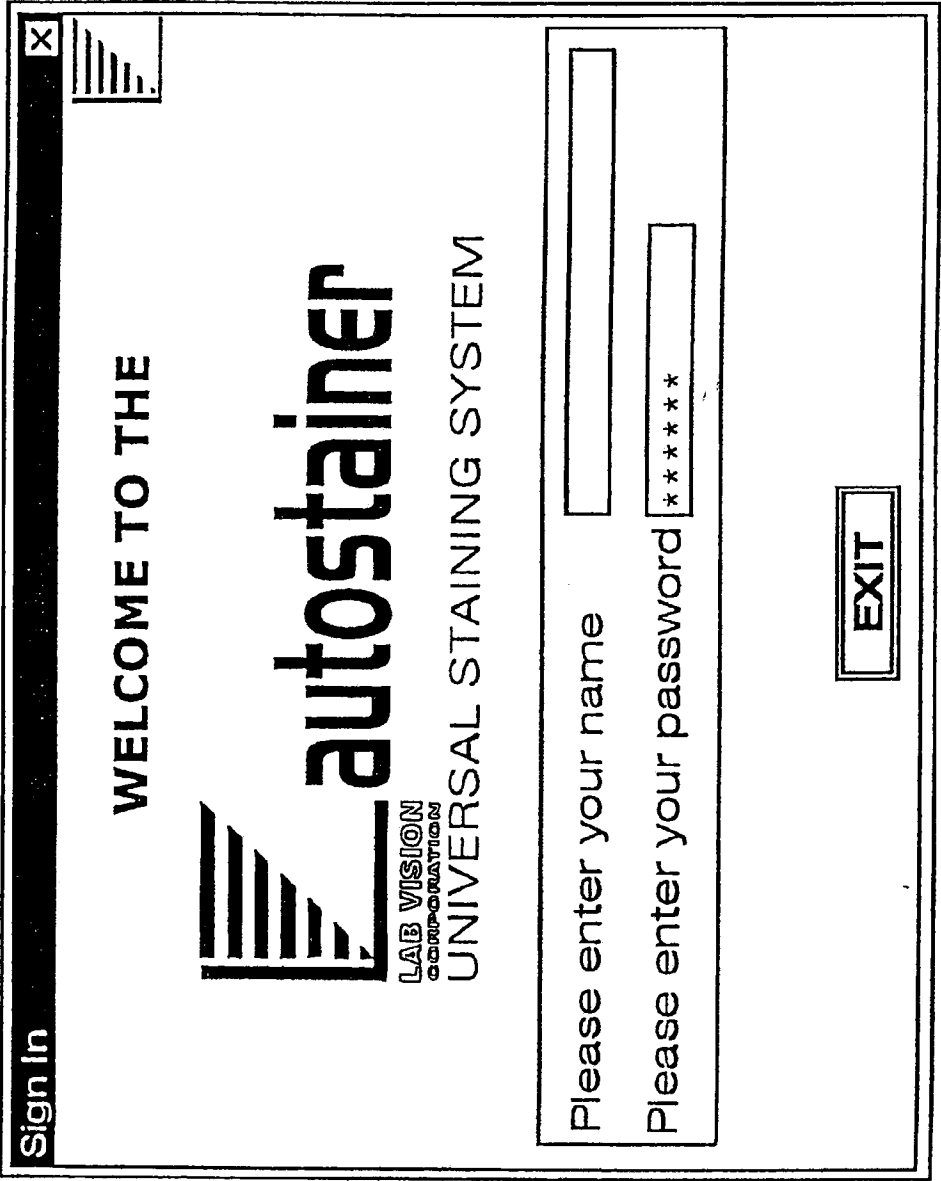 Sign In X
WELCOME TO THE
autostainer
LAB VISION
CORPORATION
UNIVERSAL STAINING SYSTEM
Please enter your name
Please enter your password ******
EXIT